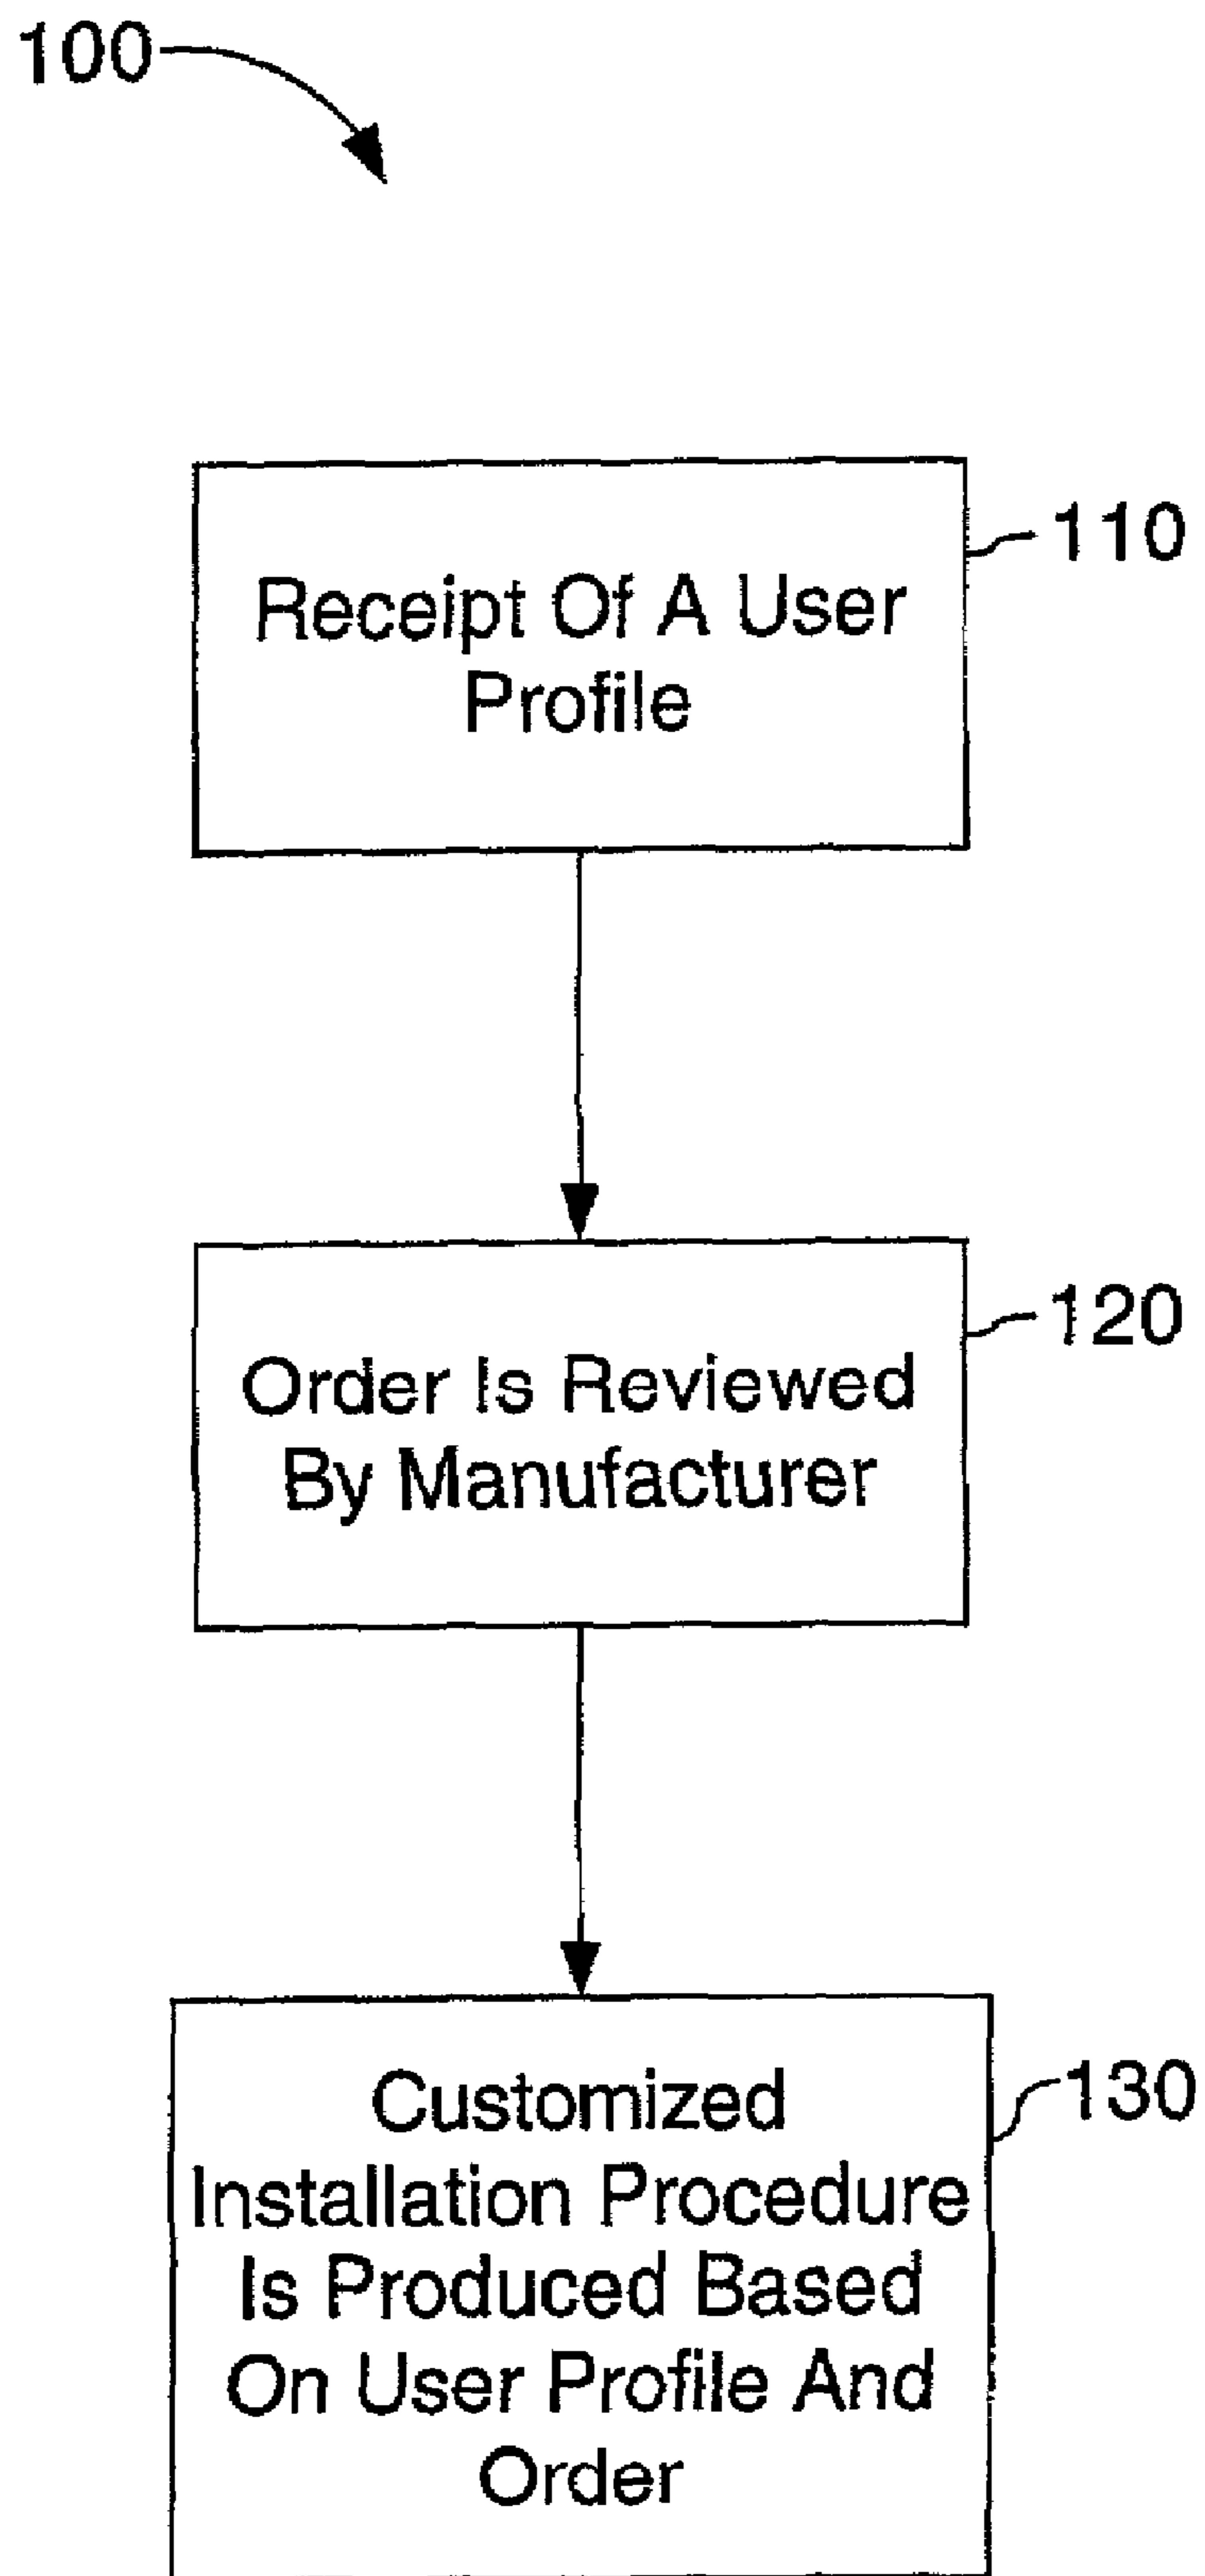 100
110
Receipt Of A User
Profile
120
Order Is Reviewed
By Manufacturer
130
Customized
Installation Procedure
Is Produced Based
On User Profile And
Order